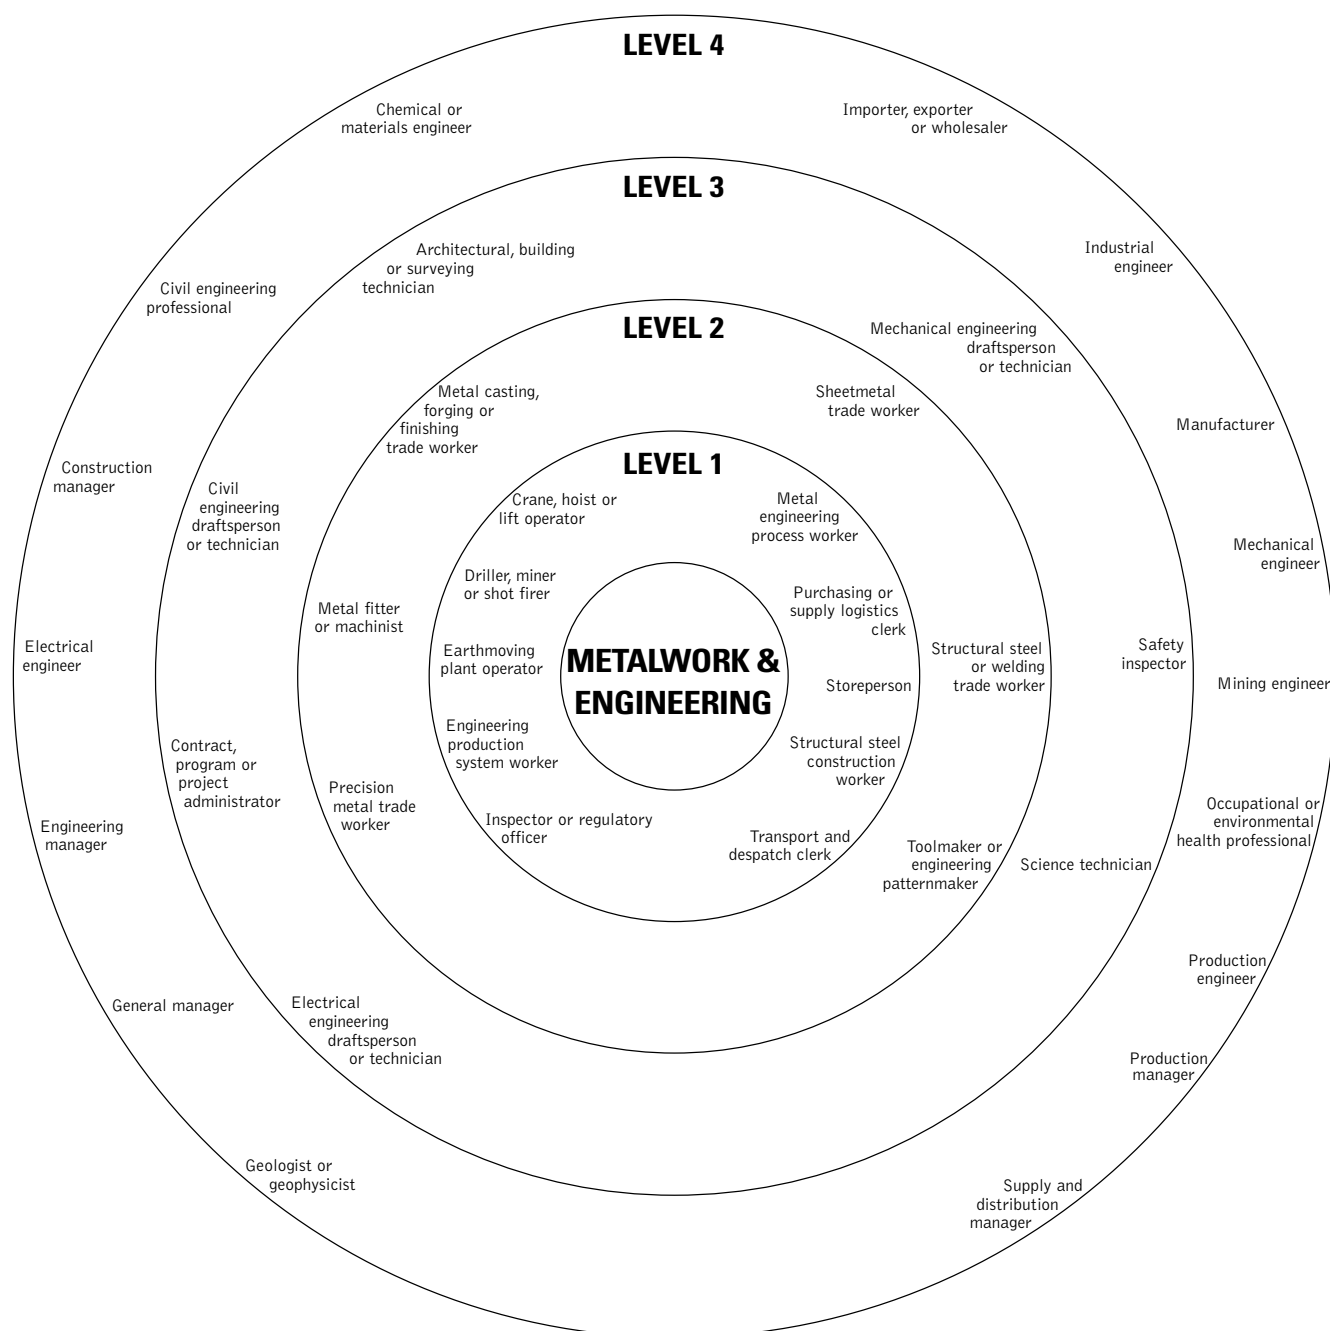 LEVEL 4
Chemical or
materials engineer
Importer, exporter
or wholesaler
Civil engineering
professional
Industrial
engineer
Construction
manager
Manufacturer
Electrical
engineer
Mechanical
engineer
Mining engineer
Engineering
manager
Occupational or
environmental
health professional
General manager
Production
engineer
Production
manager
Geologist or
geophysicist
Supply and
distribution
manager
LEVEL 3
Architectural, building
or surveying
technician
Mechanical engineering
draftsperson
or technician
Civil
engineering
draftsperson
or technician
Safety
inspector
Contract,
program or
project
administrator
Science technician
Electrical
engineering
draftsperson
or technician
LEVEL 2
Metal casting,
forging or
finishing
trade worker
Sheetmetal
trade worker
Metal fitter
or machinist
Structural steel
or welding
trade worker
Precision
metal trade
worker
Toolmaker or
engineering
patternmaker
LEVEL 1
Crane, hoist or
lift operator
Metal
engineering
process worker
Driller, miner
or shot firer
Purchasing or
supply logistics
clerk
Earthmoving
plant operator
Storeperson
Engineering
production
system worker
Structural steel
construction
worker
Inspector or regulatory
officer
Transport and
despatch clerk
METALWORK &
ENGINEERING